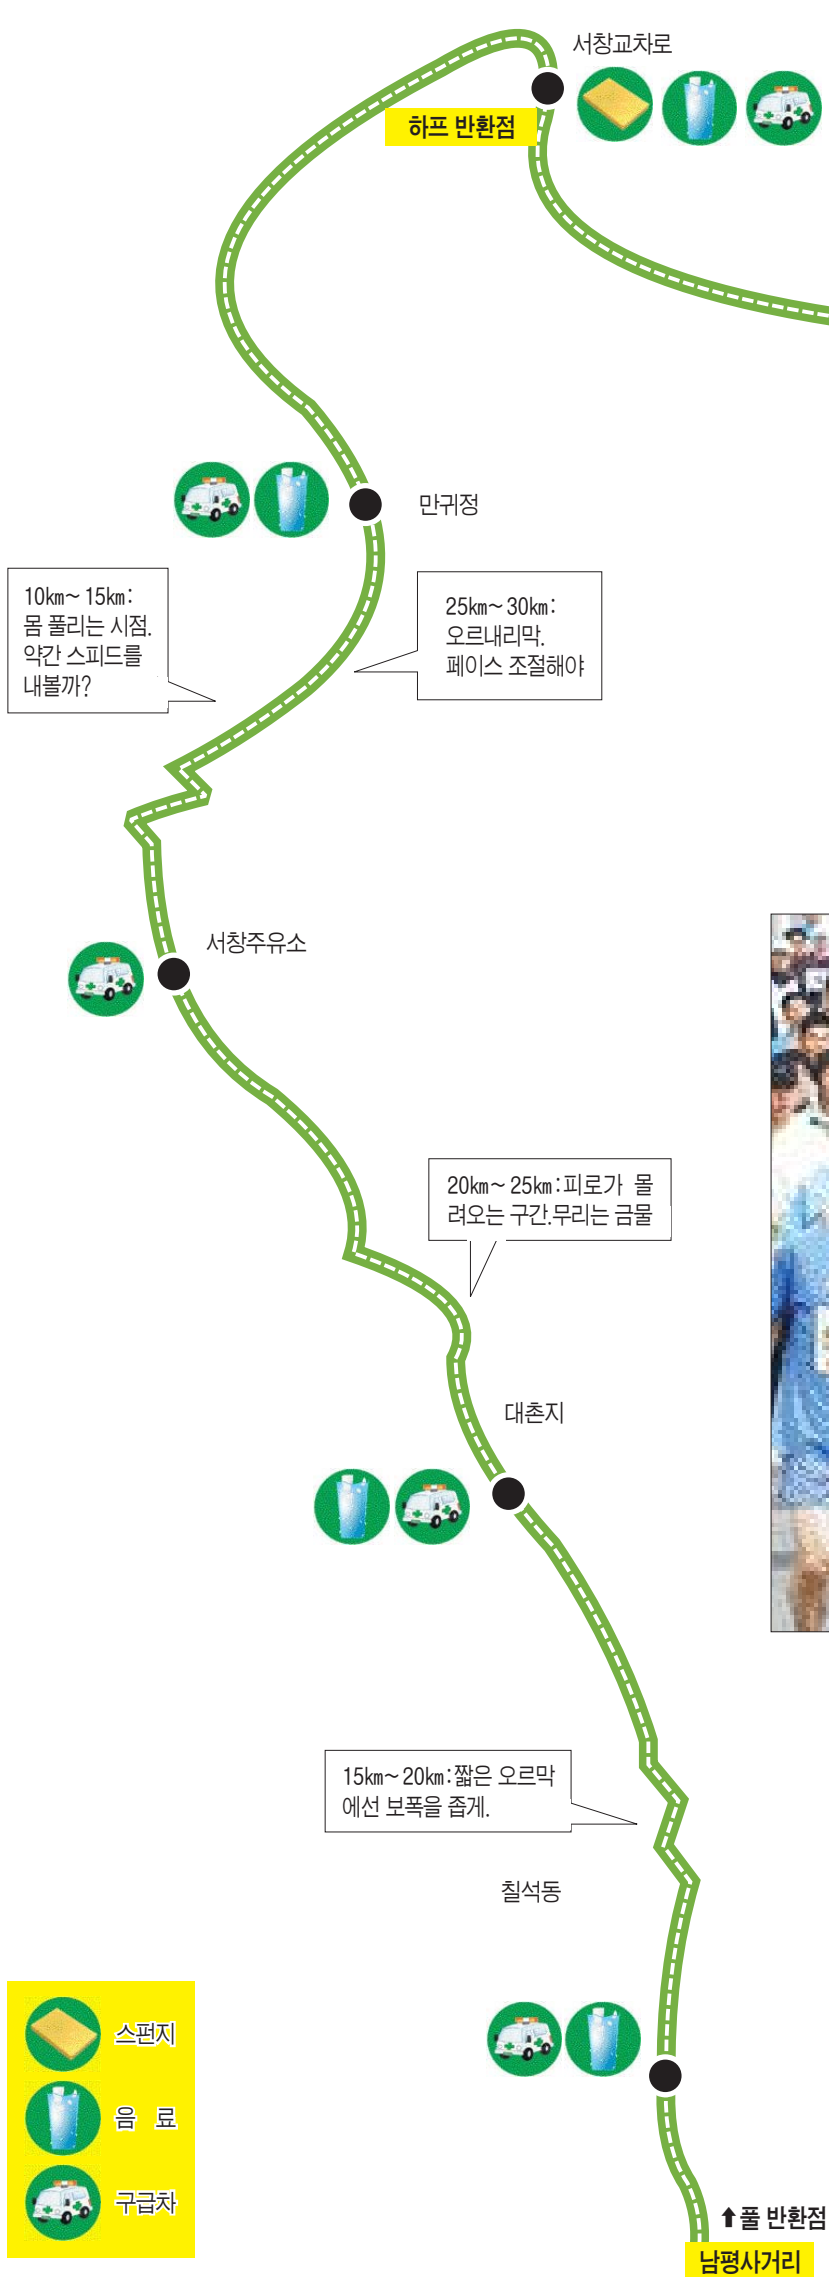 서창교차로
하프 반환점
만귀정
10km~15km:
몸 풀리는 시점.
약간 스피드를
내볼까?
25km~30km:
오르내리막.
페이스 조절해야
서창주유소
20km~25km:피로가 몰
려오는 구간.무리는 금물
대촌지
15km~20km:짧은 오르막
에선 보폭을 좁게.
칠석동
스펀지
음 료
구급차
⬆풀 반환점
남평사거리